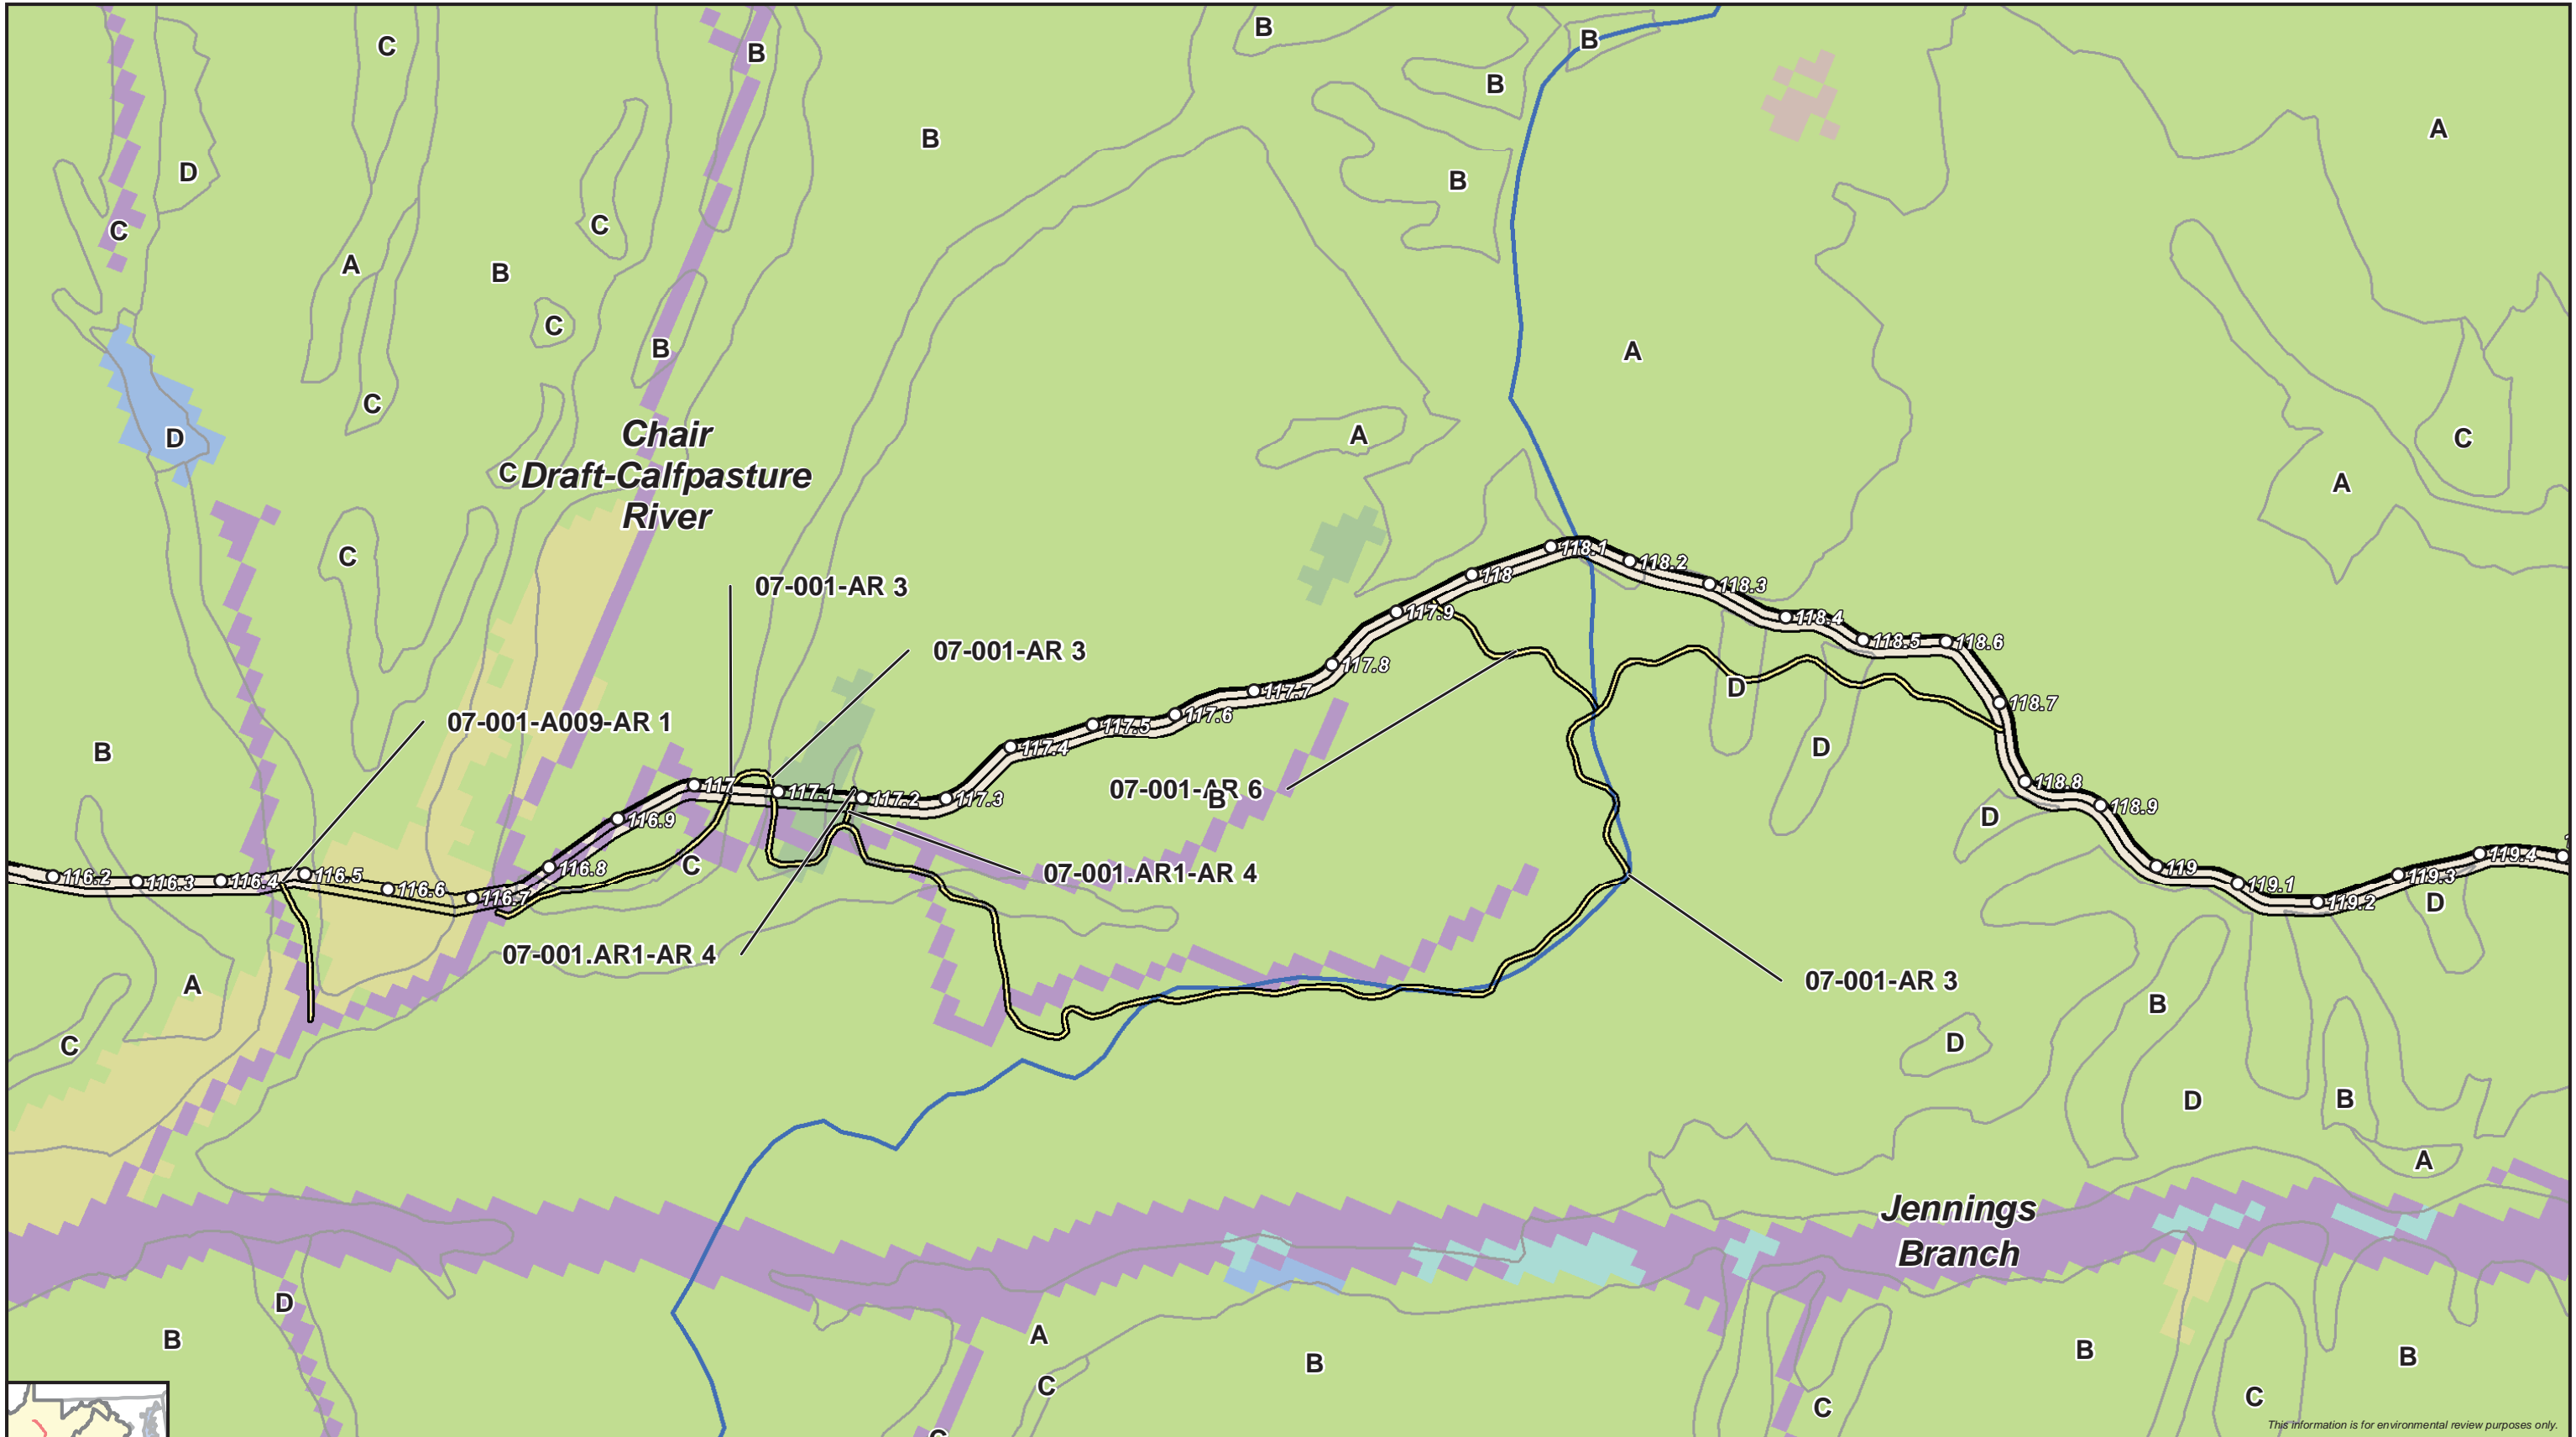 B
B
C
B
B
B
A
D
B
C
C
A
B
C
B
A
C
A
Chair
C Draft-Calfpasture
River
D
C
A
C
118.1
118.2
118
118.3
07-001-AR 3
117.9
118.4
118.5
118.6
07-001-AR 3
117.8
D
117.7
118.7
117.6
07-001-A009-AR 1
117.5
117.4
B
D
117
117.1
117.2
117.3
07-001-AR 6
B
118.8
118.9
116.9
D
119.4
C
116.8
116.2
116.3
116.4
116.5
116.6
116.7
07-001.AR1-AR 4
119
119.1
119.3
119.2
D
07-001.AR1-AR 4
A
07-001-AR 3
B
C
D
D
B
A
Jennings
Branch
D
B
A
B
B
B
C
C
C
C
This information is for environmental review purposes only.